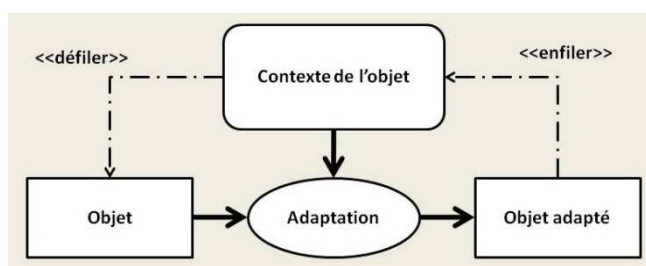 <<défiler>>
<<enfiler>>
Contexte de l'objet
Objet
Adaptation
Objet adapté